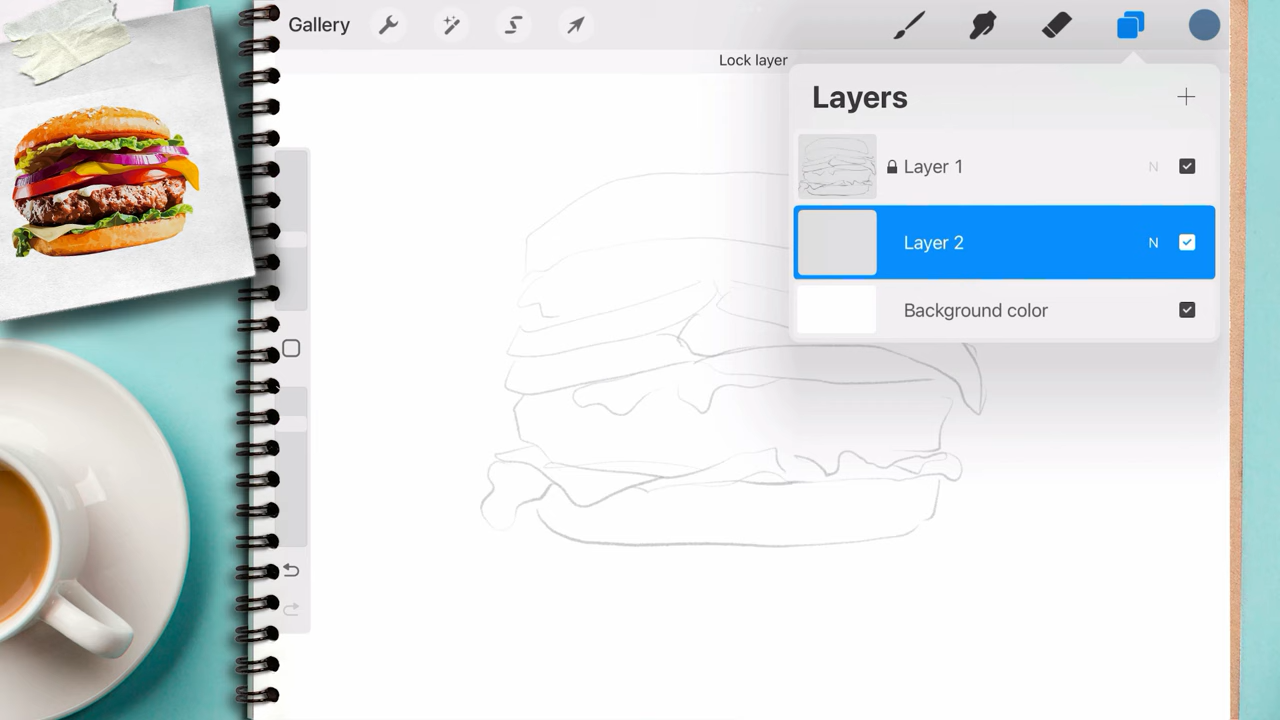 Gallery
Lock layer
Layers
Layer 1 N
Layer 2 N
Background color